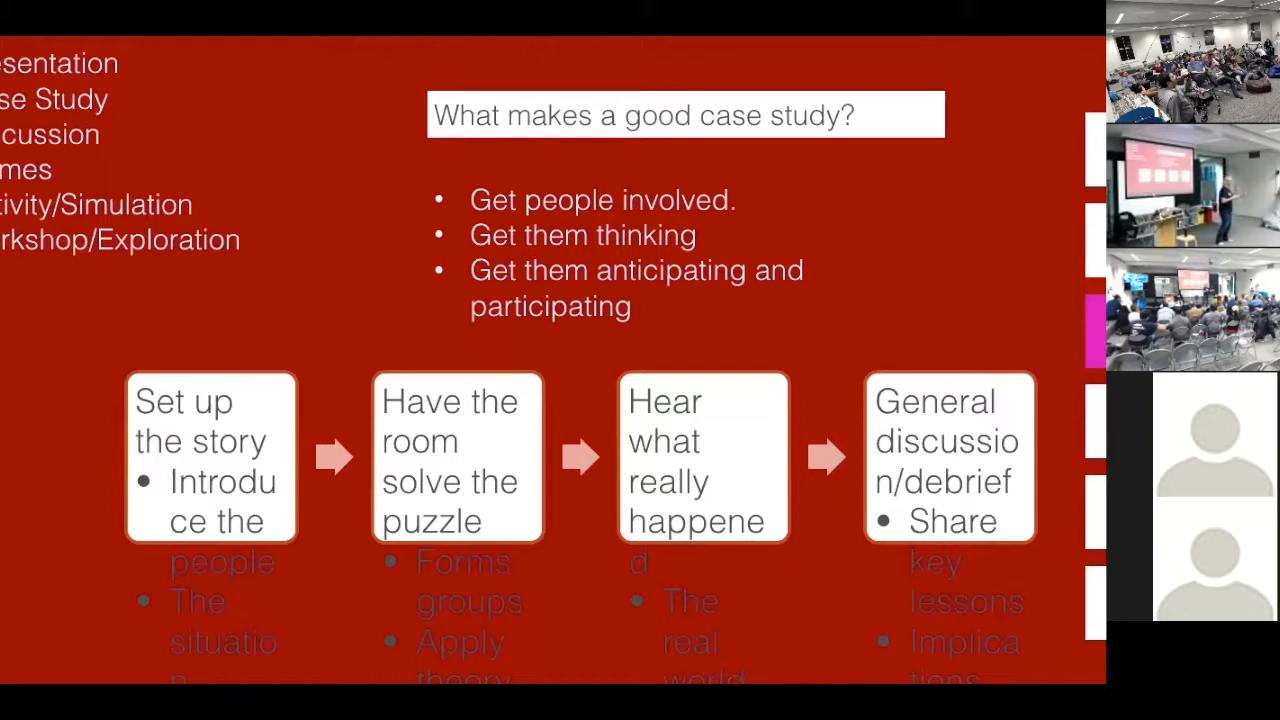 esentation
se Study
cussion
mes
tivity/Simulation
rkshop/Exploration
What makes a good case study?
• Get people involved.
• Get them thinking
• Get them anticipating and
participating
Set up
the story
• Introdu
ce the
people
• The
situatio
n
Have the
room
solve the
puzzle
• Forms
groups
• Apply
theory
Hear
what
really
happene
d
• The
real
world
General
discussio
n/debrief
• Share
key
lessons
• Implica
tions